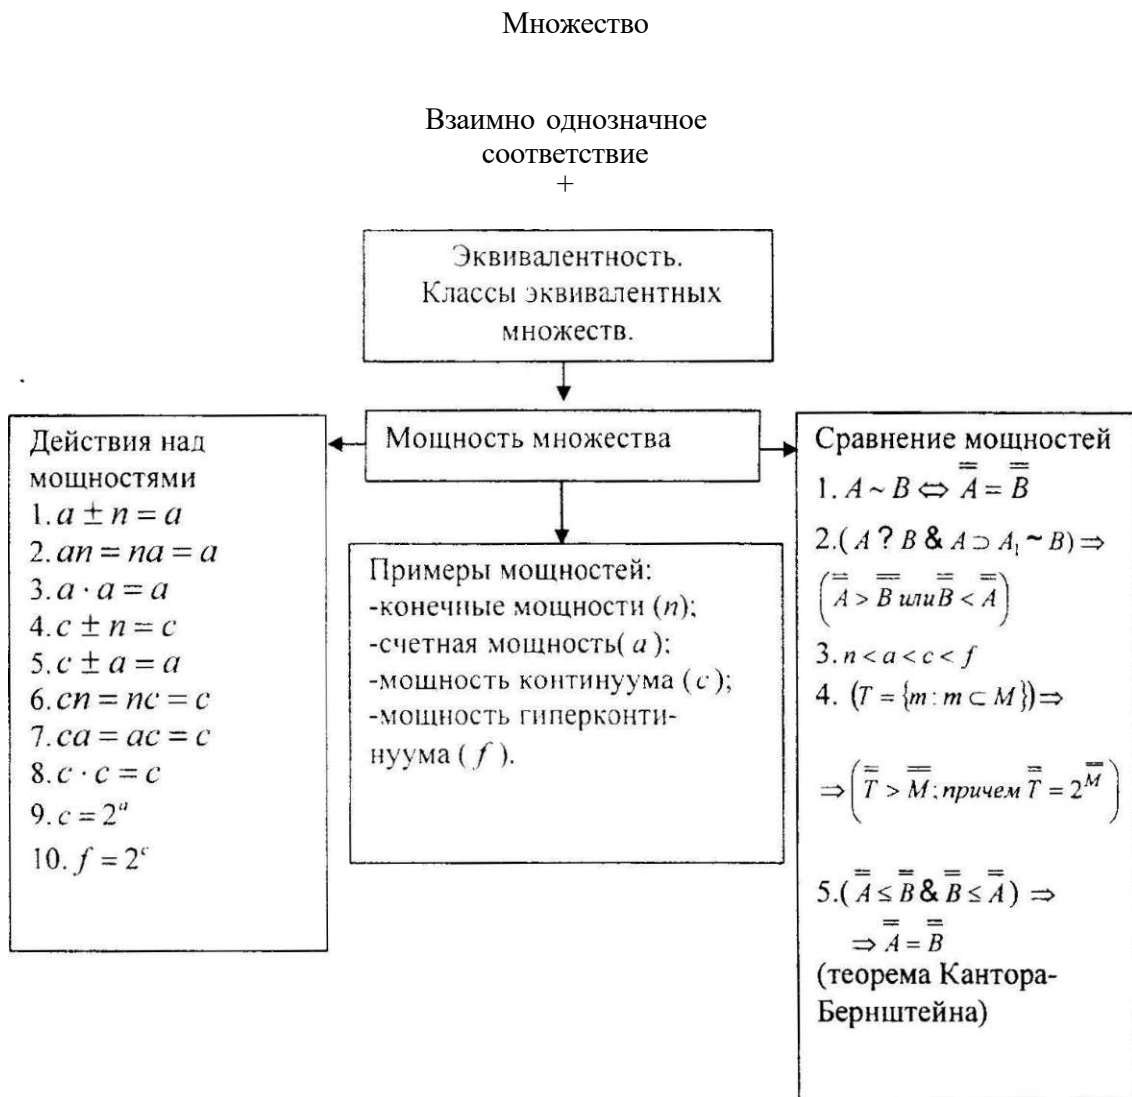 Множество
Взаимно однозначное
соответствие
+
Эквивалентность.
Классы эквивалентных
множеств.
Мощность множества
Действия над
мощностями
1. a ± n = a
2. an = na = a
3. a · a = a
4. c ± n = c
5. c ± a = a
6. cn = nc = c
7. ca = ac = c
8. c · c = c
9. c = 2^a
10. f = 2^c
Примеры мощностей:
-конечные мощности (n);
-счетная мощность( a );
-мощность континуума ( c );
-мощность гиперконти-
нуума ( f ).
Сравнение мощностей
1. A ~ B ⇔ A̿ = B̿
2.( A ? B & A ⊃ A₁ ~ B) ⇒
(A̿ > B̿ или B̿ < A̿)
3. n < a < c < f
4. (T = {m : m ⊂ M}) ⇒
⇒ (T̿ > M̿ ; причем T̿ = 2^M̿)
5.( A̿ ≤ B̿ & B̿ ≤ A̿ ) ⇒
⇒ A̿ = B̿
(теорема Кантора-
Бернштейна)